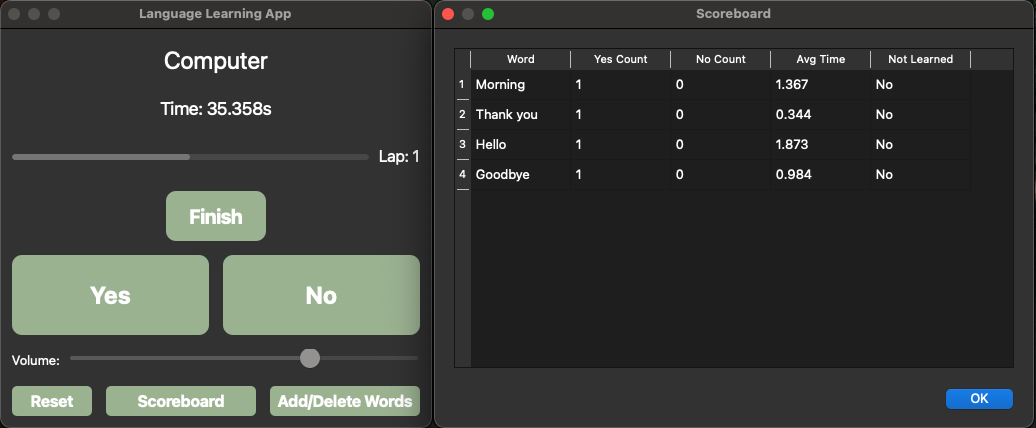 Language Learning App
Computer
Time: 35.358s
Lap: 1
Finish
Yes No
Volume:
Reset Scoreboard Add/Delete Words
Scoreboard
Word Yes Count No Count Avg Time Not Learned
1 Morning 1 0 1.367 No
2 Thank you 1 0 0.344 No
3 Hello 1 0 1.873 No
4 Goodbye 1 0 0.984 No
OK